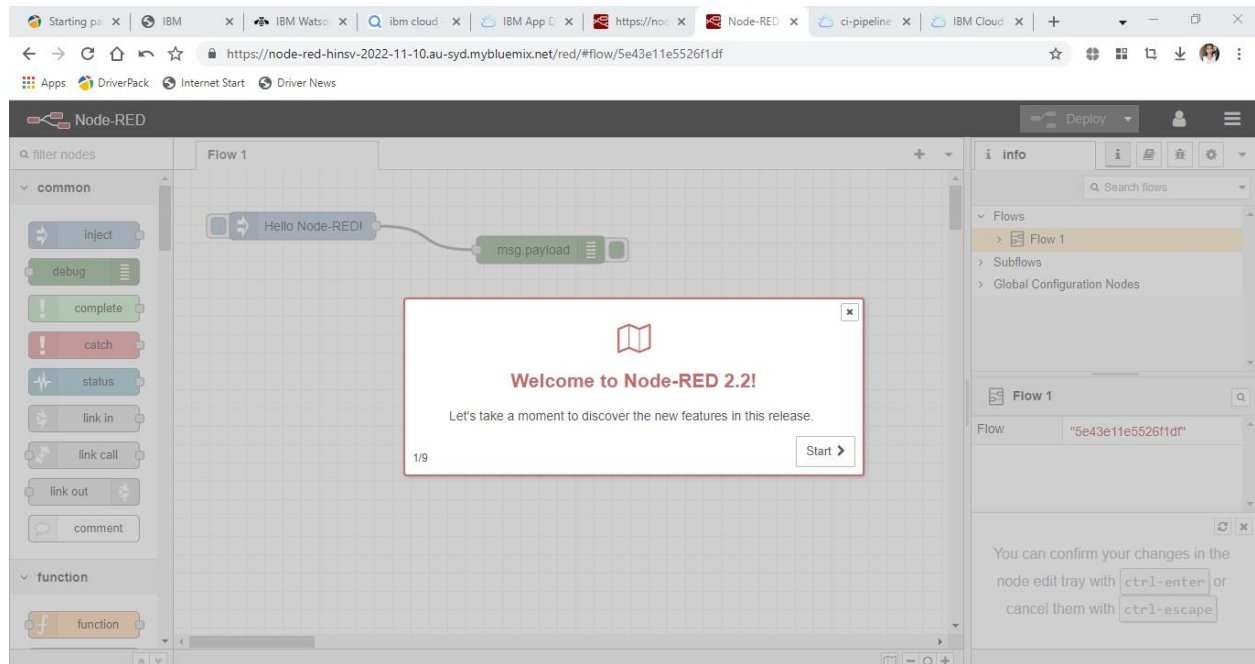 Starting pa
IBM
IBM Watso
ibm cloud
IBM App D
https://no
Node-RED
ci-pipeline
IBM Cloud
https://node-red-hinsv-2022-11-10.au-syd.mybluemix.net/red/#flow/5e43e11e5526f1df
Apps DriverPack Internet Start Driver News
Node-RED
Deploy
filter nodes
Flow 1
i info
i
common
Search flows
inject
debug
complete
catch
status
link in
link call
link out
comment
function
function
Hello Node-RED!
msg.payload
Welcome to Node-RED 2.2!
Let's take a moment to discover the new features in this release.
1/9
Start
Flows
Flow 1
Subflows
Global Configuration Nodes
Flow 1
Flow "5e43e11e5526f1df"
You can confirm your changes in the
node edit tray with ctrl-enter or
cancel them with ctrl-escape